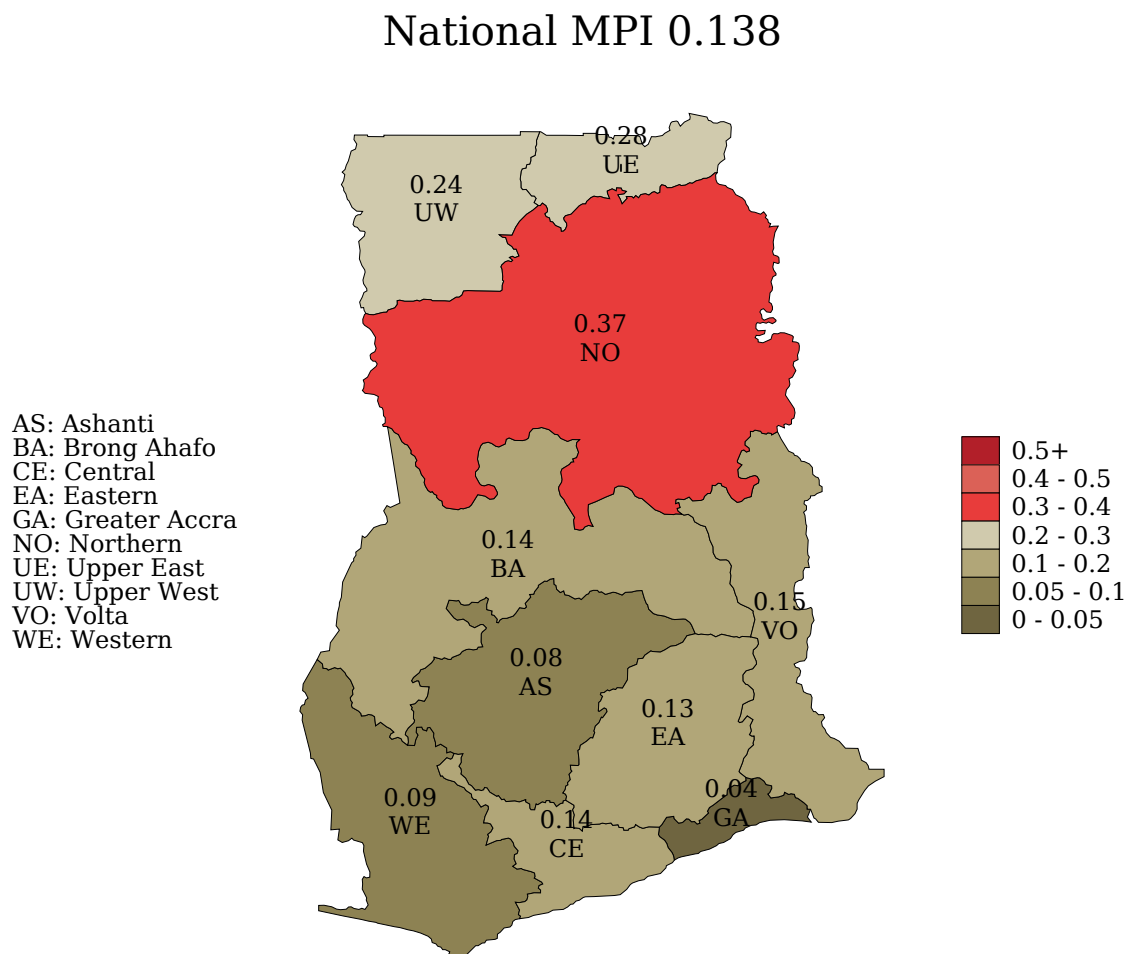 National MPI 0.138
0.28
UE
0.24
UW
0.37
NO
AS: Ashanti
BA: Brong Ahafo
CE: Central
EA: Eastern
GA: Greater Accra
NO: Northern
UE: Upper East
UW: Upper West
VO: Volta
WE: Western
0.5+
0.4 - 0.5
0.3 - 0.4
0.2 - 0.3
0.1 - 0.2
0.05 - 0.1
0 - 0.05
0.14
BA
0.15
VO
0.08
AS
0.13
EA
0.04
GA
0.09
WE
0.14
CE